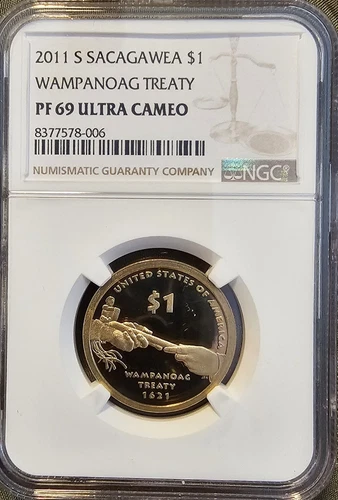 2011 S SACAGAWEA $1
WAMPANOAG TREATY
PF 69 ULTRA CAMEO
8377578-006
NUMISMATIC GUARANTY COMPANY
NGC
UNITED STATES OF AMERICA
$1
WAMPANOAG
TREATY
1621